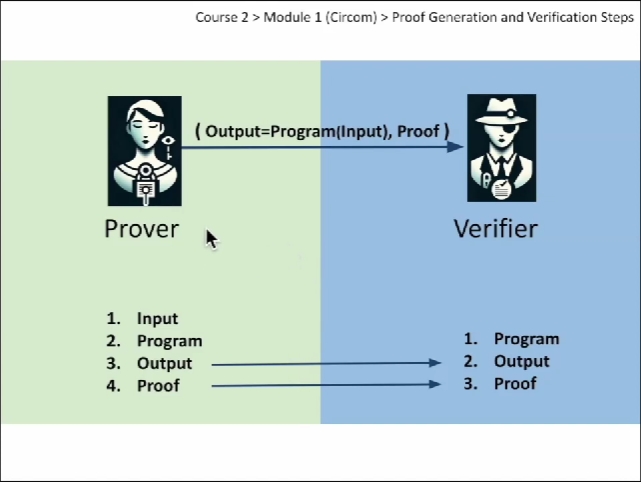 Course 2 > Module 1 (Circom) > Proof Generation and Verification Steps
( Output=Program(Input), Proof )
Prover
Verifier
1. Input
2. Program
3. Output
4. Proof
1. Program
2. Output
3. Proof